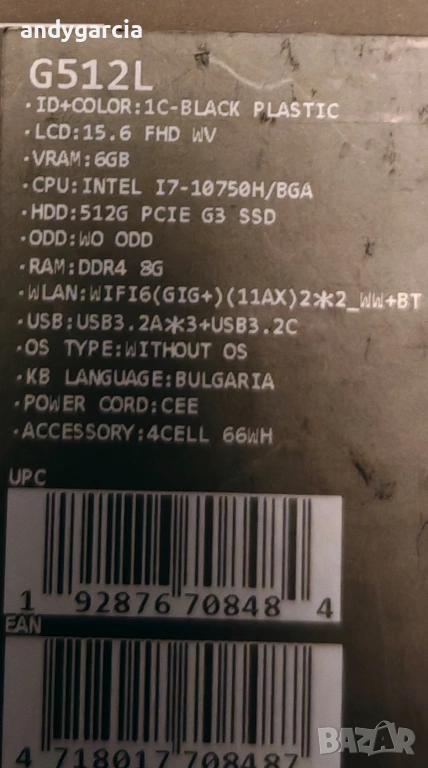 andygarcia
G512L
·ID+COLOR:1C-BLACK PLASTIC
·LCD:15.6 FHD WV
·VRAM:6GB
·CPU:INTEL I7-10750H/BGA
·HDD:512G PCIE G3 SSD
·ODD:WO ODD
·RAM:DDR4 8G
·WLAN:WIFI6(GIG+)(11AX)2*2_WW+BT
·USB:USB3.2A*3+USB3.2C
·OS TYPE:WITHOUT OS
·KB LANGUAGE:BULGARIA
·POWER CORD:CEE
·ACCESSORY:4CELL 66WH
UPC
1 92876 70848 4
EAN
4 718017 708487
BAZAR